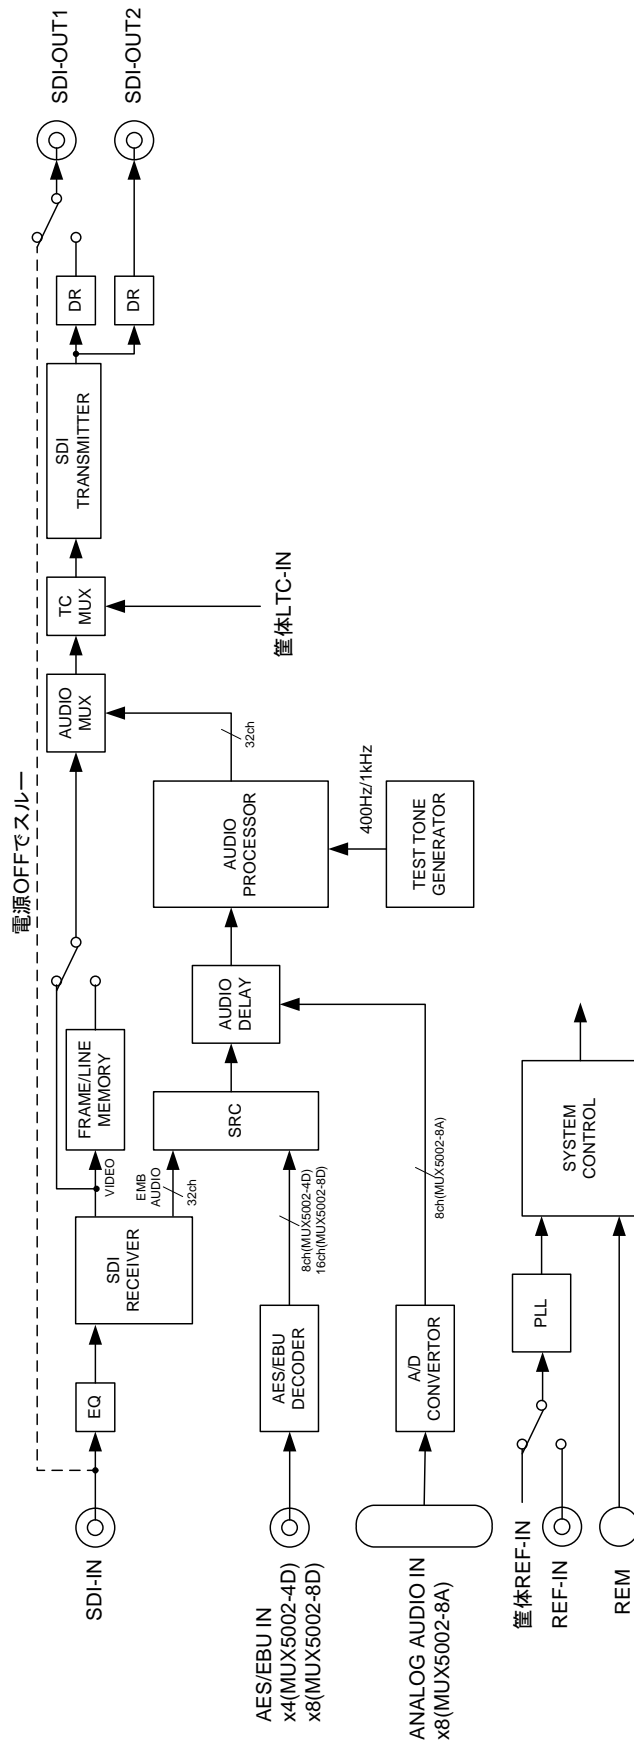 電源OFFでスルー
SDI-IN
EQ
SDI
RECEIVER
VIDEO
FRAME/LINE
MEMORY
EMB
AUDIO
32ch
AUDIO
MUX
TC
MUX
SDI
TRANSMITTER
DR
DR
SDI-OUT1
SDI-OUT2
筐体LTC-IN
AES/EBU IN
x4(MUX5002-4D)
x8(MUX5002-8D)
AES/EBU
DECODER
8ch(MUX5002-4D)
16ch(MUX5002-8D)
SRC
AUDIO
DELAY
AUDIO
PROCESSOR
32ch
400Hz/1kHz
TEST TONE
GENERATOR
ANALOG AUDIO IN
x8(MUX5002-8A)
A/D
CONVERTOR
8ch(MUX5002-8A)
筐体REF-IN
REF-IN
REM
PLL
SYSTEM
CONTROL